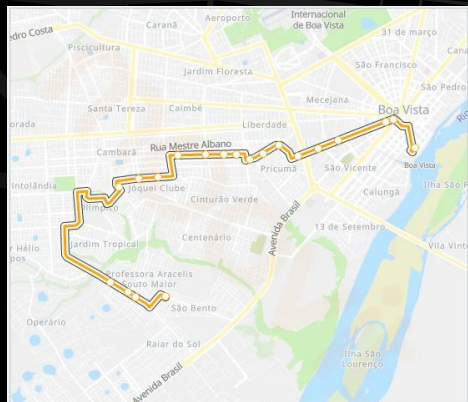 Internacional
de Boa Vista
Aeroporto
Caranã
31 de março
edro Costa
Piscicultura
Jardim Floresta
São Francisco
Cana
São Pedro
Mecejana
Santa Tereza
Caimbé
Boa Vista
Liberdade
orada
Rua Mestre Albano
Cambará
Boa Vista
Pricumã
São Vicente
intolândia
Jóquei Clube
Calungá
Ilha São P
Cinturão Verde
Olímpico
Avenida Brasil
13 de Setembro
Centenário
Jardim Tropical
Vila Vinto
r Hélio
pos
Professora Aracelis
Souto Maior
São Bento
Operário
Raiar do Sol
Ilha São
Lourenço
Avenida Brasil